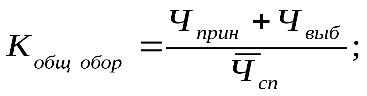 К общ обор = (Ч прин + Ч выб) / Ч̅ сп ;